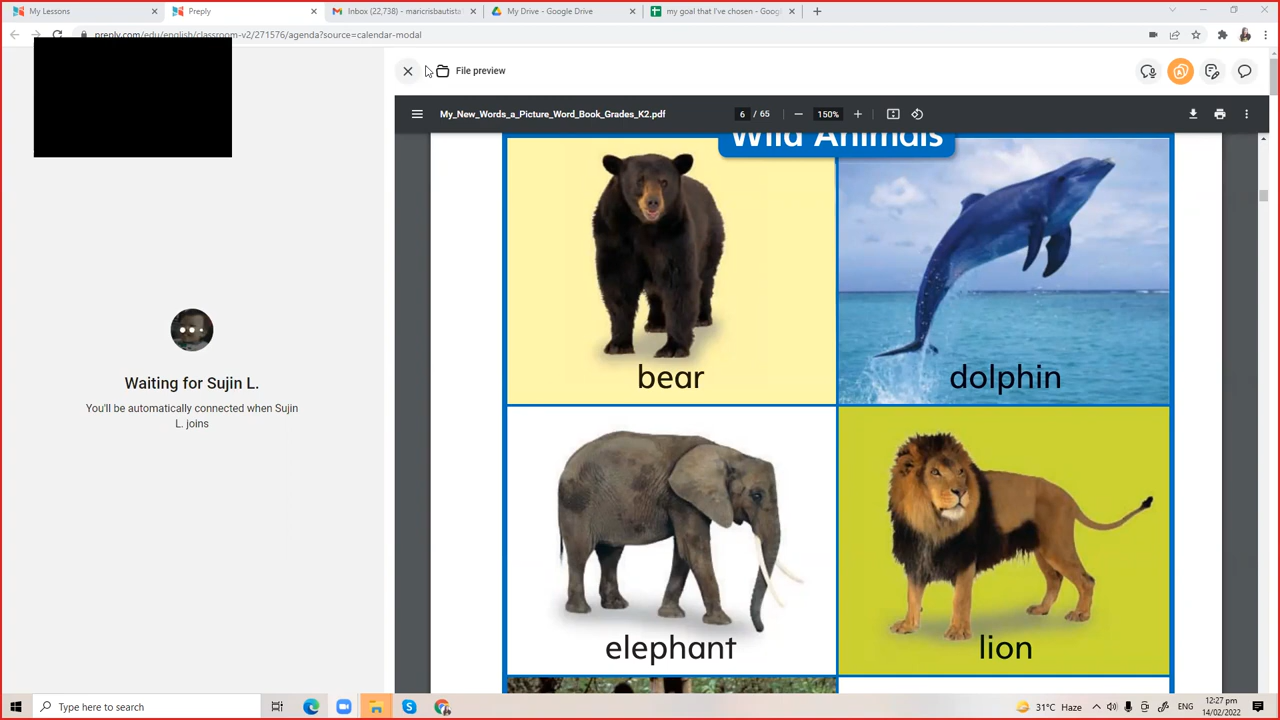 My Lessons
Preply
Inbox (22,738) - maricrisbautista
My Drive - Google Drive
my goal that I've chosen - Goog
preply.com/edu/english/classroom-v2/271576/agenda?source=calendar-modal
File preview
My_New_Words_a_Picture_Word_Book_Grades_K2.pdf
6 / 65
150%
Wild Animals
bear
dolphin
Waiting for Sujin L.
You'll be automatically connected when Sujin
L. joins
elephant
lion
Type here to search
31°C Haze
ENG
12:27 pm
14/02/2022